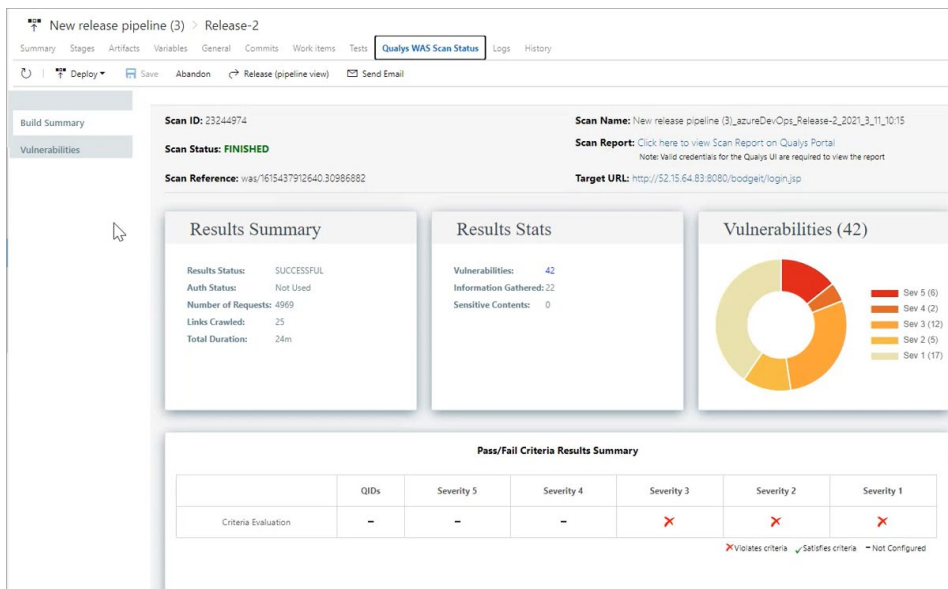 New release pipeline (3) > Release-2
Summary Stages Artifacts Variables General Commits Work items Tests Qualys WAS Scan Status Logs History
Deploy Save Abandon Release (pipeline view) Send Email
Build Summary
Vulnerabilities
Scan ID: 23244974
Scan Name: New release pipeline (3)_azureDevOps_Release-2_2021_3_11_10:15
Scan Status: FINISHED
Scan Report: Click here to view Scan Report on Qualys Portal
Note: Valid credentials for the Qualys UI are required to view the report
Scan Reference: was/1615437912640.30986882
Target URL: http://52.15.64.83:8080/bodgeit/login.jsp
Results Summary
Results Status: SUCCESSFUL
Auth Status: Not Used
Number of Requests: 4969
Links Crawled: 25
Total Duration: 24m
Results Stats
Vulnerabilities: 42
Information Gathered: 22
Sensitive Contents: 0
Vulnerabilities (42)
Sev 5 (6)
Sev 4 (2)
Sev 3 (12)
Sev 2 (5)
Sev 1 (17)
Pass/Fail Criteria Results Summary
QIDs Severity 5 Severity 4 Severity 3 Severity 2 Severity 1
Criteria Evaluation - - - ✗ ✗ ✗
✗ Violates criteria ✓ Satisfies criteria - Not Configured